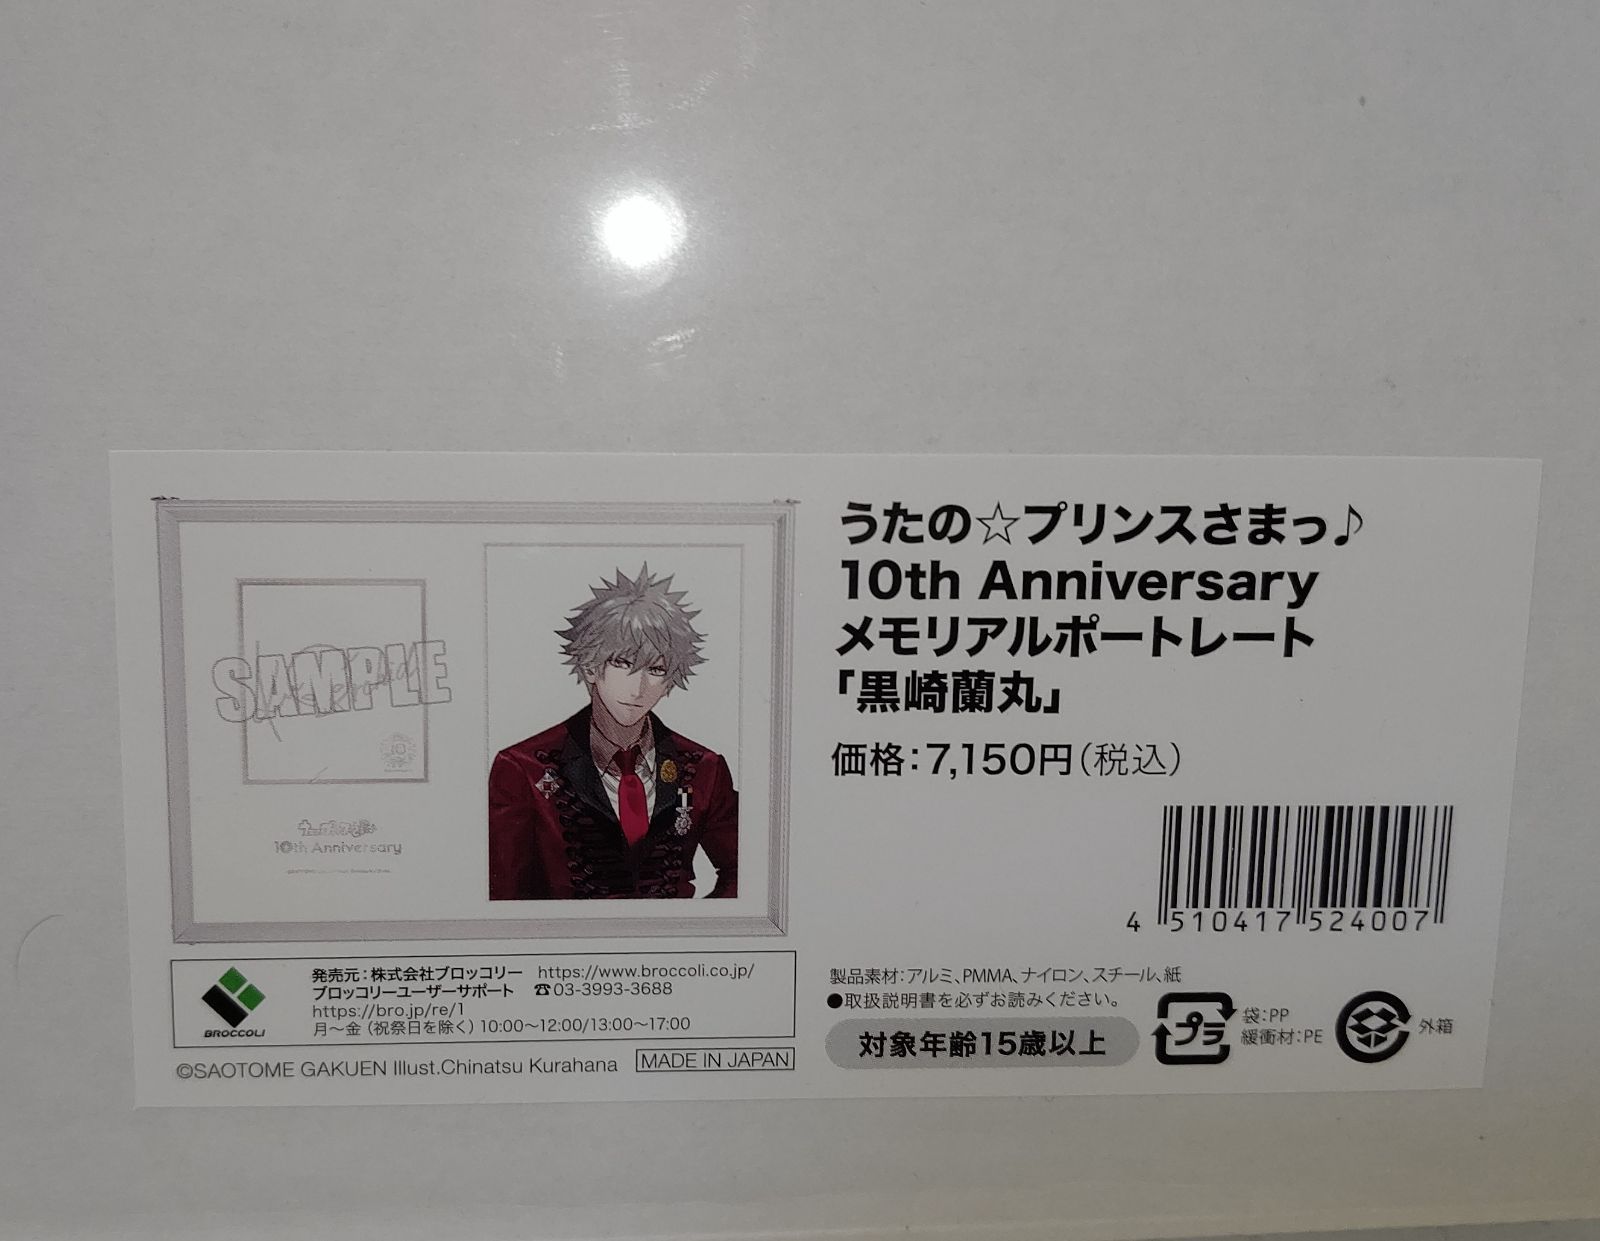 うたの☆プリンスさまっ♪
10th Anniversary
メモリアルポートレート
「黒崎蘭丸」
価格：7,150円（税込）
4 510417 524007
SAMPLE
10th Anniversary
BROCCOLI
発売元：株式会社ブロッコリー https://www.broccoli.co.jp/
ブロッコリーユーザーサポート ☎03-3993-3688
https://bro.jp/re/1
月～金（祝祭日を除く）10:00～12:00/13:00～17:00
©SAOTOME GAKUEN Illust.Chinatsu Kurahana
MADE IN JAPAN
製品素材：アルミ、PMMA、ナイロン、スチール、紙
●取扱説明書を必ずお読みください。
対象年齢15歳以上
プラ
袋：PP
緩衝材：PE
外箱